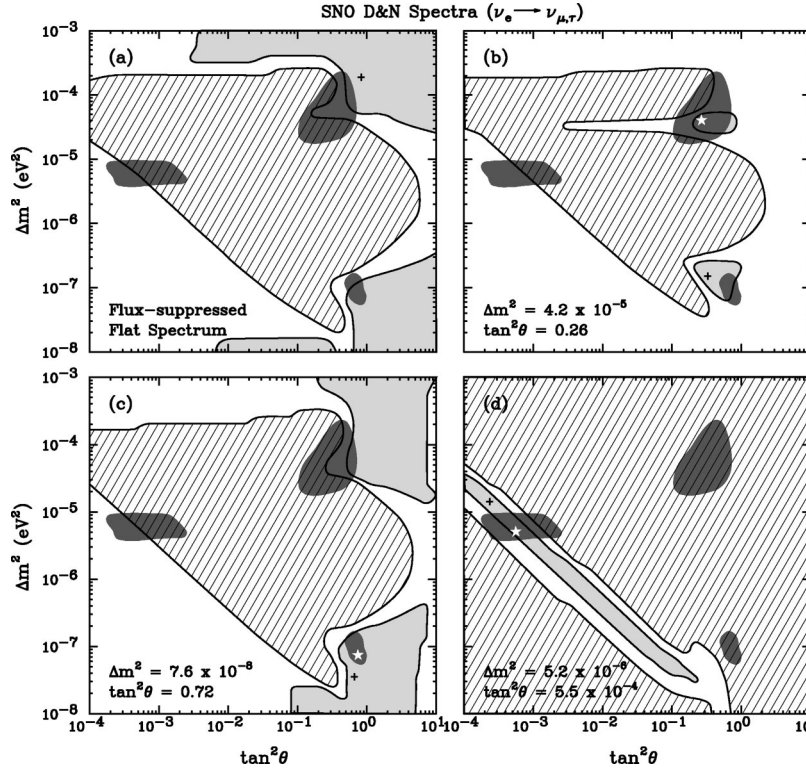 SNO D&N Spectra (νₑ ⟶ ν_μ,τ)
10⁻³
(a)
(b)
10⁻⁴
10⁻⁵
Δm² (eV²)
10⁻⁶
10⁻⁷
Flux-suppressed
Flat Spectrum
Δm² = 4.2 x 10⁻⁵
tan²θ = 0.26
10⁻⁸
10⁻³
(c)
(d)
10⁻⁴
10⁻⁵
Δm² (eV²)
10⁻⁶
10⁻⁷
Δm² = 7.6 x 10⁻⁸
tan²θ = 0.72
Δm² = 5.2 x 10⁻⁶
tan²θ = 5.5 x 10⁻⁴
10⁻⁸
10⁻⁴ 10⁻³ 10⁻² 10⁻¹ 10⁰ 10¹ 10⁻⁴ 10⁻³ 10⁻² 10⁻¹ 10⁰ 10
tan²θ tan²θ